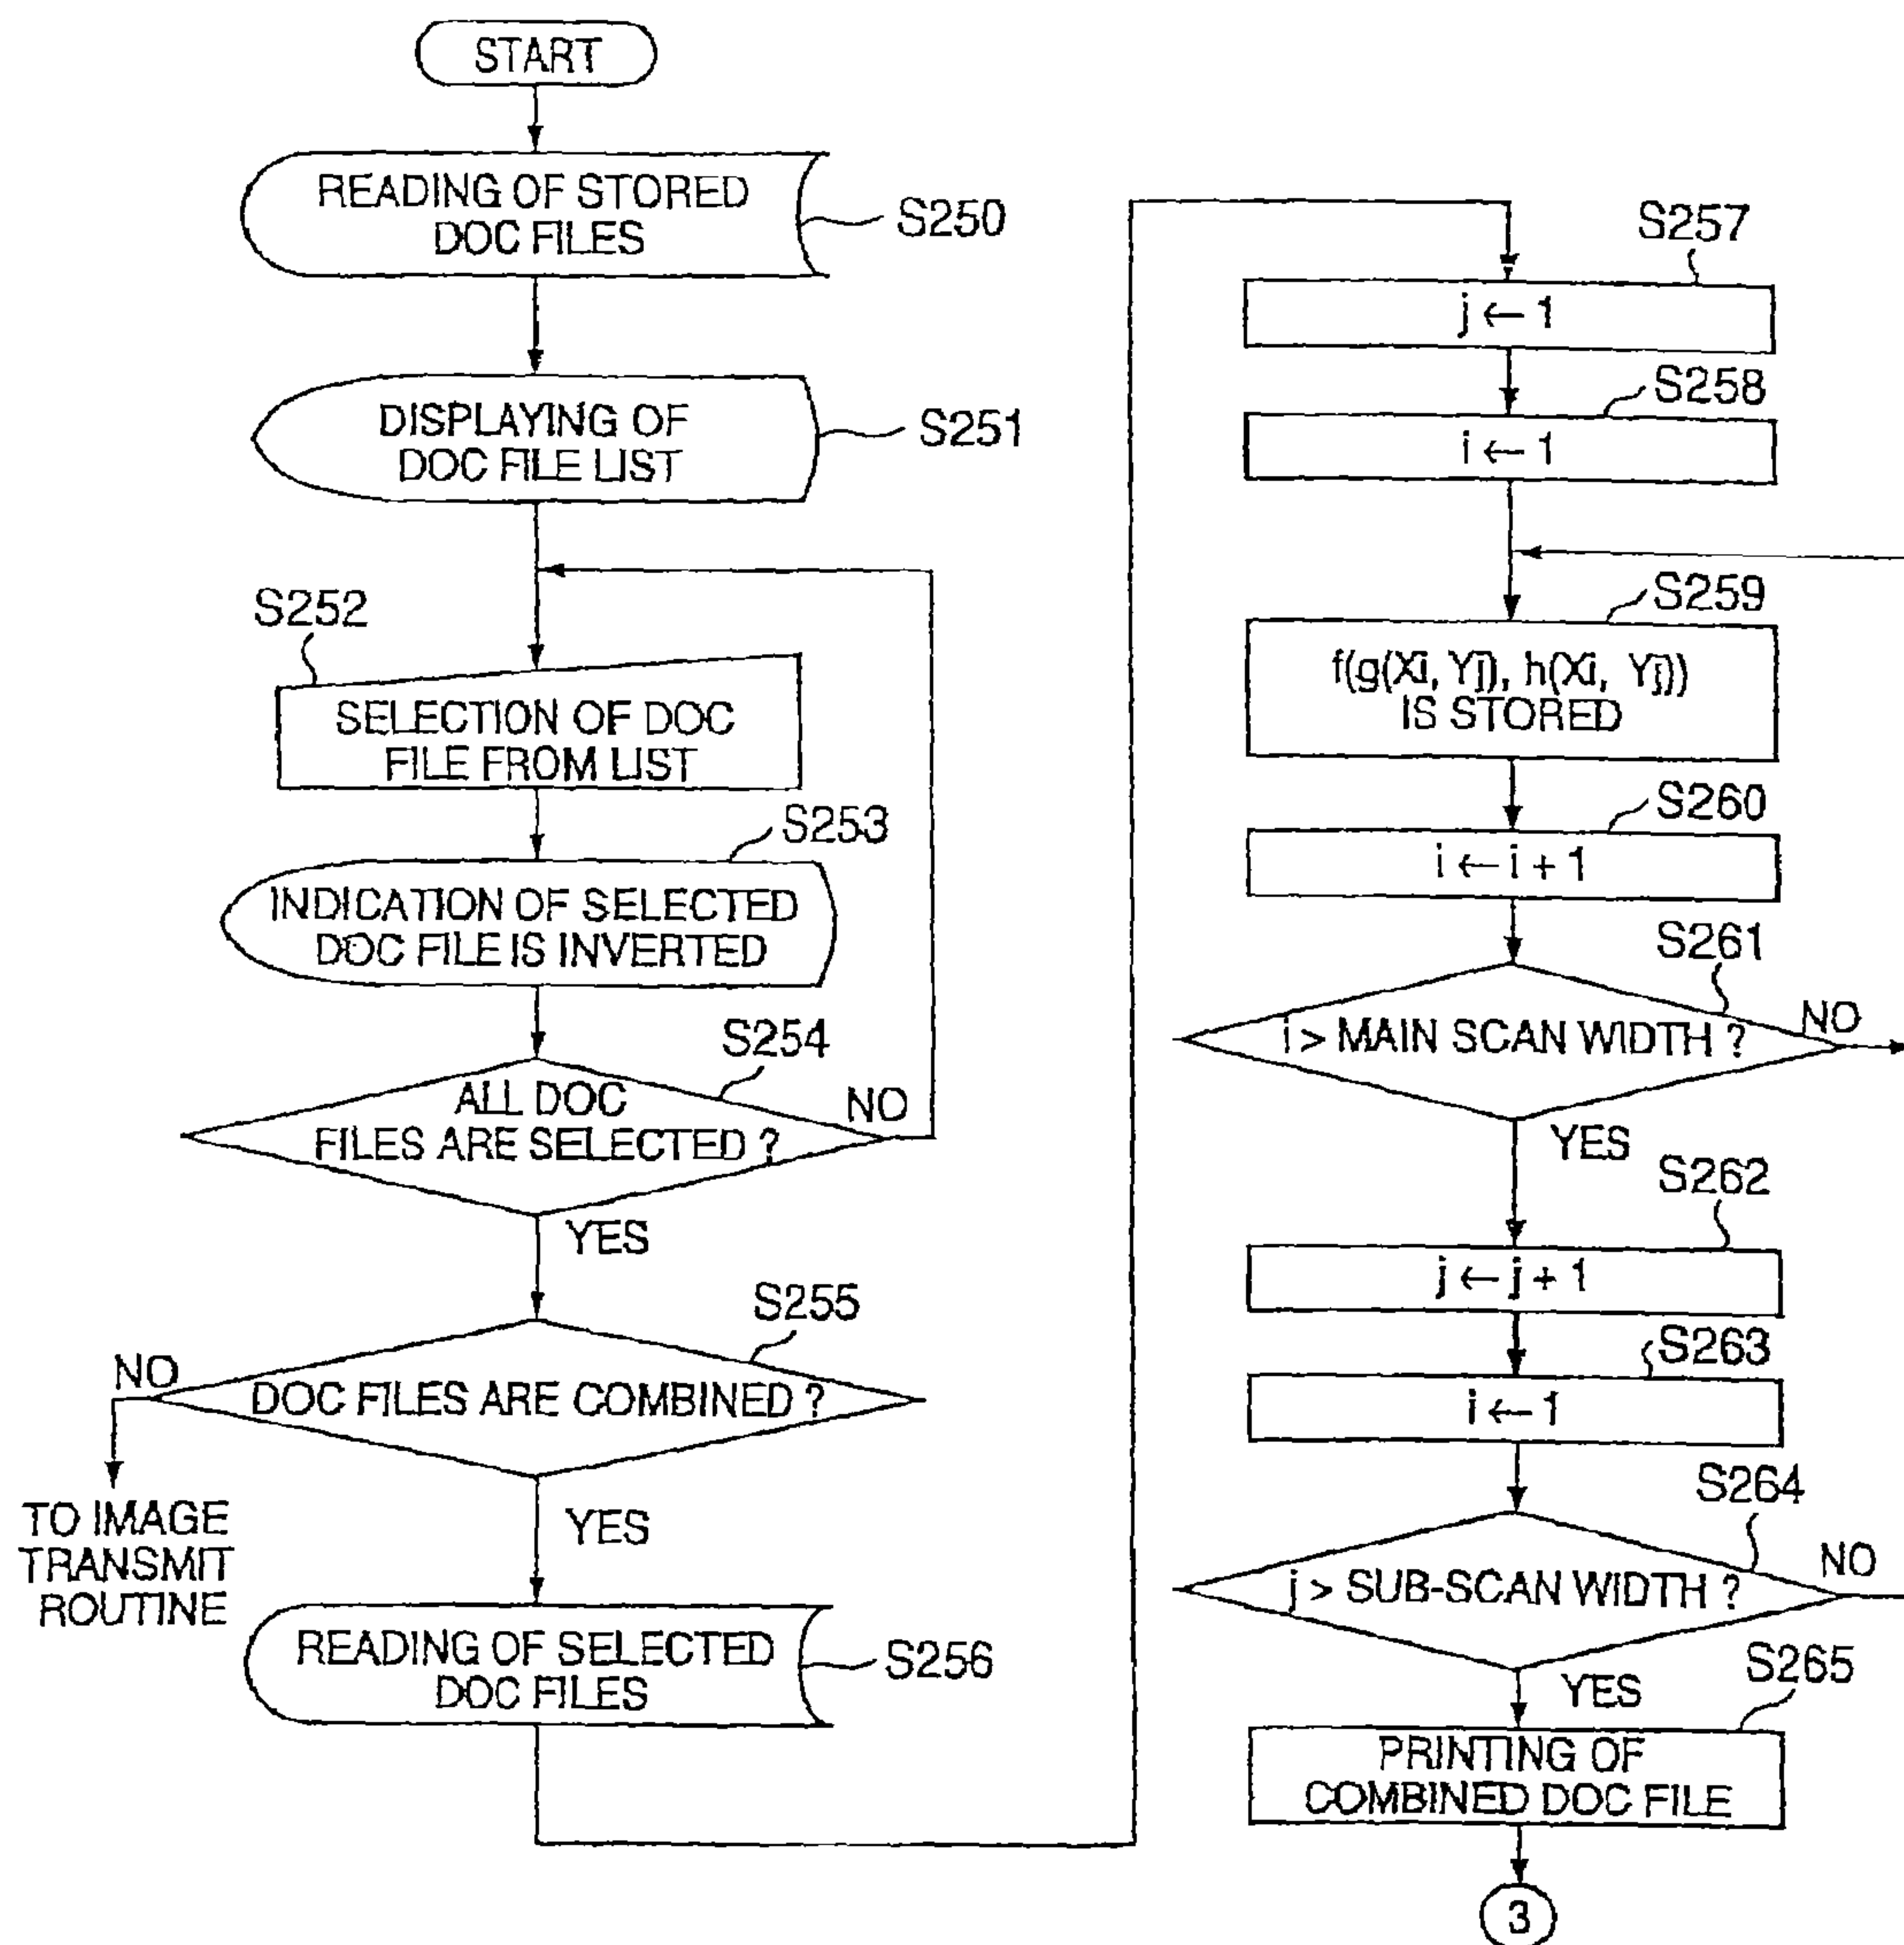 START
READING OF STORED
DOC FILES
S250
DISPLAYING OF
DOC FILE LIST
S251
S252
SELECTION OF DOC
FILE FROM LIST
S253
INDICATION OF SELECTED
DOC FILE IS INVERTED
S254
ALL DOC
FILES ARE SELECTED ?
NO
YES
S255
NO
DOC FILES ARE COMBINED ?
TO IMAGE
TRANSMIT
ROUTINE
YES
READING OF SELECTED
DOC FILES
S256
S257
j ← 1
S258
i ← 1
S259
f(g(Xi, Yj), h(Xi, Yj))
IS STORED
S260
i ← i + 1
S261
i > MAIN SCAN WIDTH ?
NO
YES
S262
j ← j + 1
S263
i ← 1
S264
j > SUB-SCAN WIDTH ?
NO
YES
S265
PRINTING OF
COMBINED DOC FILE
3